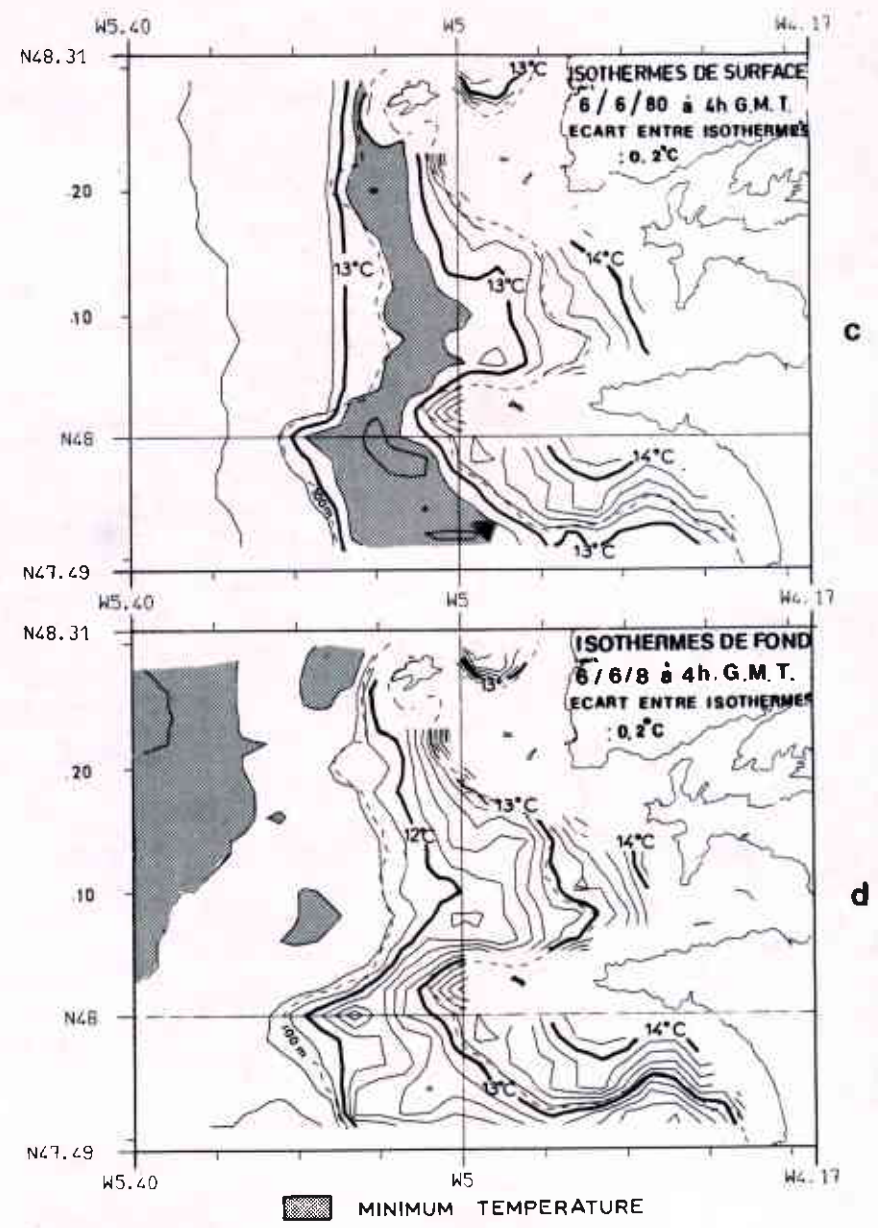 W5.40 W5 W4.17
N48.31
13°C
ISOTHERMES DE SURFACE
6/6/80 à 4h G.M.T.
ECART ENTRE ISOTHERMES
: 0,2°C
.20
13°C
14°C
13°C
.10
c
N48
14°C
100m
13°C
N47.49
W5.40 W5 W4.17
N48.31
ISOTHERMES DE FOND
13°
6/6/8 à 4h. G.M.T.
ECART ENTRE ISOTHERMES
: 0,2°C
.20
13°C
12°C
14°C
.10
d
N48
14°C
100m
13°C
N47.49
W5.40 W5 W4.17
MINIMUM TEMPERATURE